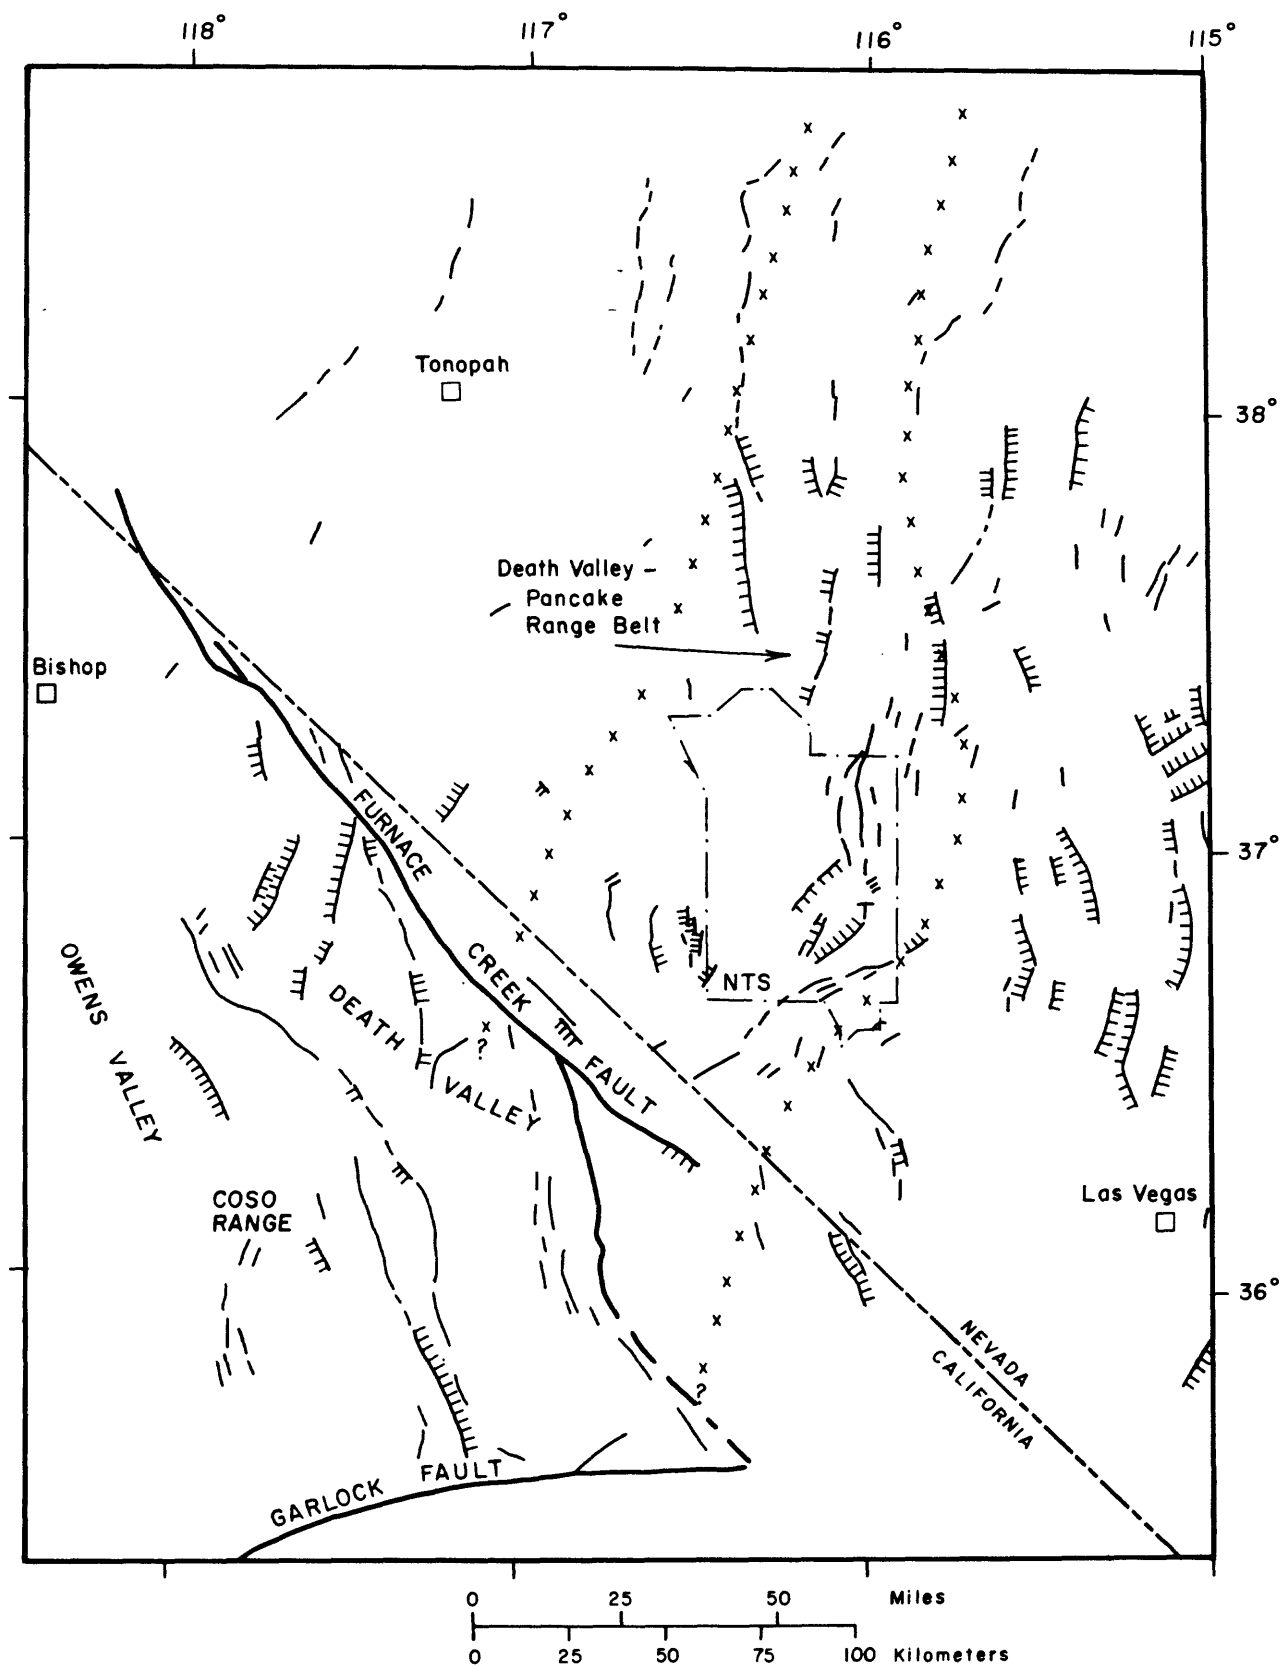 118° 117° 116° 115°
Tonopah
38°
Death Valley –
Pancake
Range Belt
Bishop
FURNACE
37°
CREEK
NTS
OWENS
VALLEY
DEATH
VALLEY
?
FAULT
COSO
RANGE
Las Vegas
36°
NEVADA
CALIFORNIA
?
GARLOCK FAULT
0 25 50 Miles
0 25 50 75 100 Kilometers